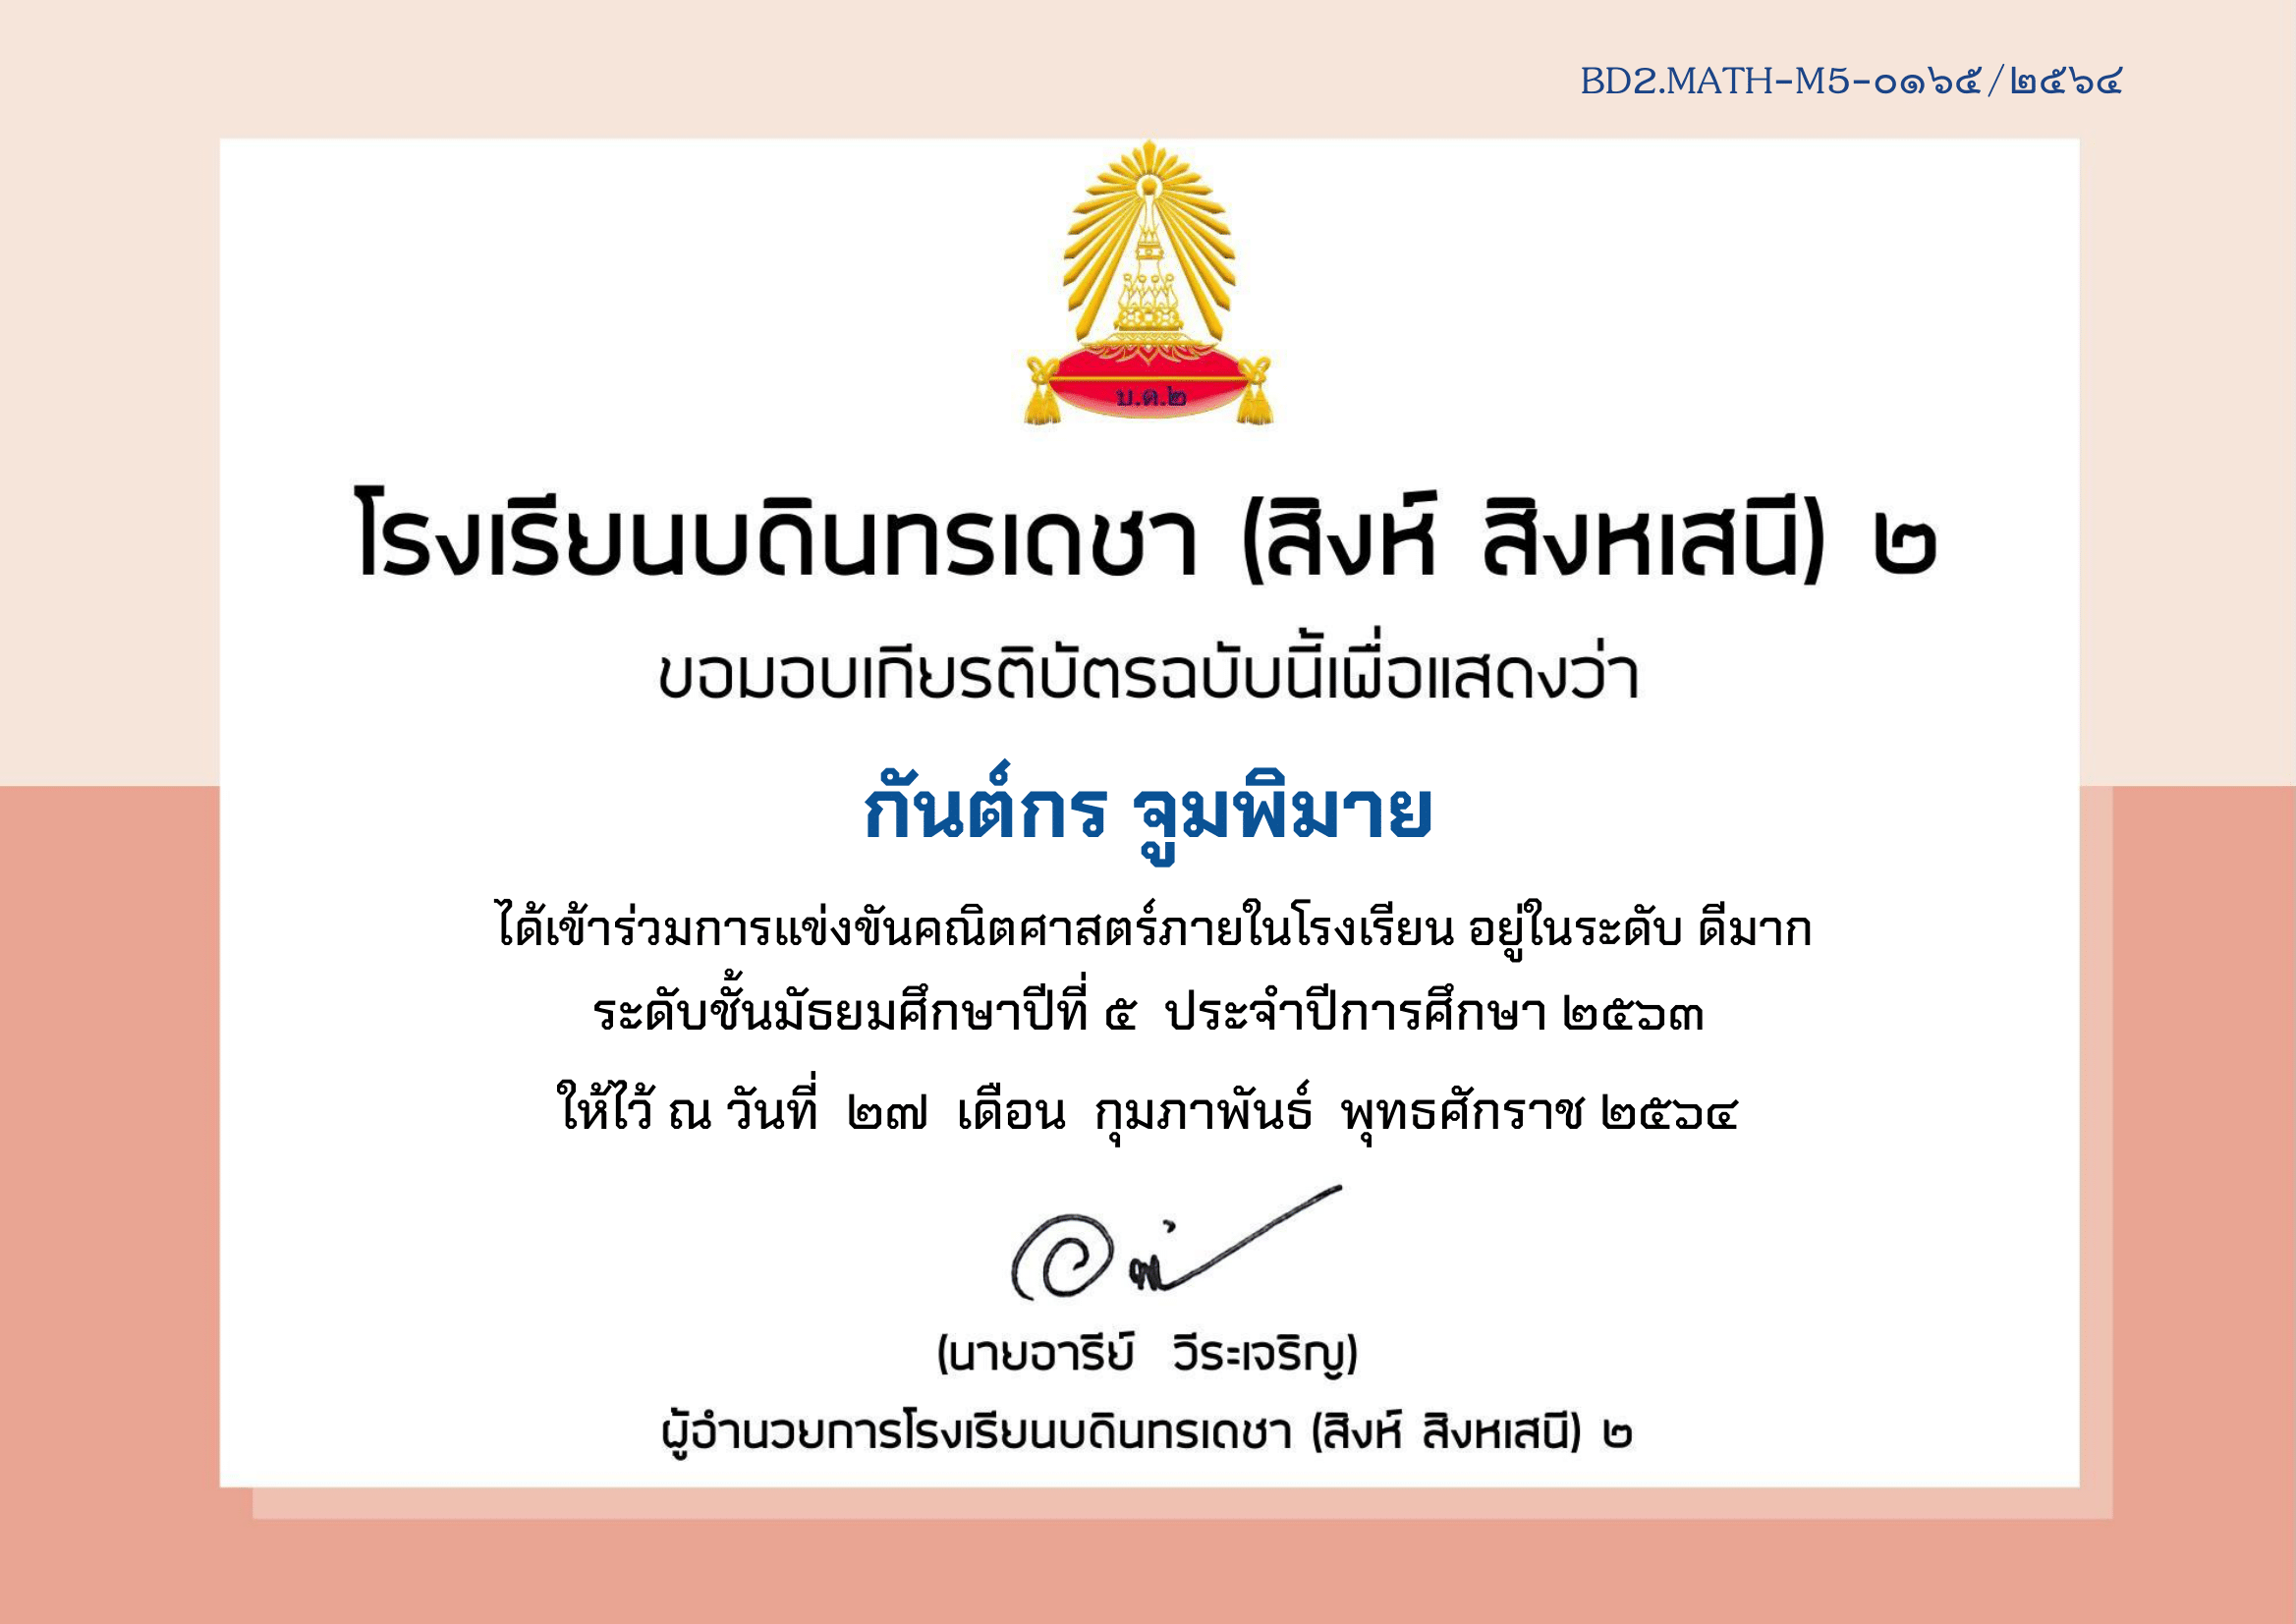 BD2.MATH-M5-๐๑๖๕/๒๕๖๔
บ.ด.๒
โรงเรียนบดินทรเดชา (สิงห์ สิงหเสนี) ๒
ขอมอบเกียรติบัตรฉบับนี้เพื่อแสดงว่า
กันต์กร จูมพิมาย
ได้เข้าร่วมการแข่งขันคณิตศาสตร์ภายในโรงเรียน อยู่ในระดับ ดีมาก
ระดับชั้นมัธยมศึกษาปีที่ ๕ ประจำปีการศึกษา ๒๕๖๓
ให้ไว้ ณ วันที่ ๒๗ เดือน กุมภาพันธ์ พุทธศักราช ๒๕๖๔
(นายอารีย์ วีระเจริญ)
ผู้อำนวยการโรงเรียนบดินทรเดชา (สิงห์ สิงหเสนี) ๒